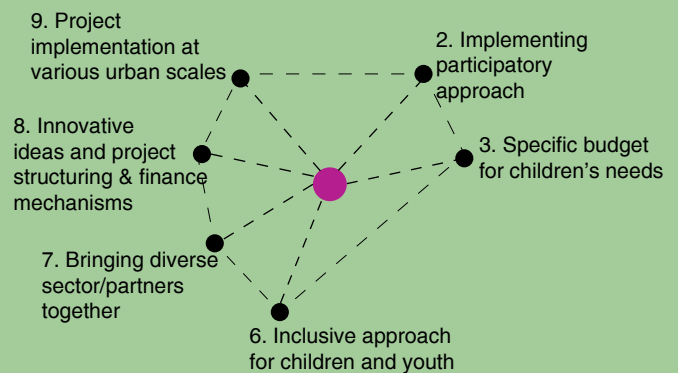 9. Project
implementation at
various urban scales
2. Implementing
participatory
approach
8. Innovative
ideas and project
structuring & finance
mechanisms
3. Specific budget
for children's needs
7. Bringing diverse
sector/partners
together
6. Inclusive approach
for children and youth